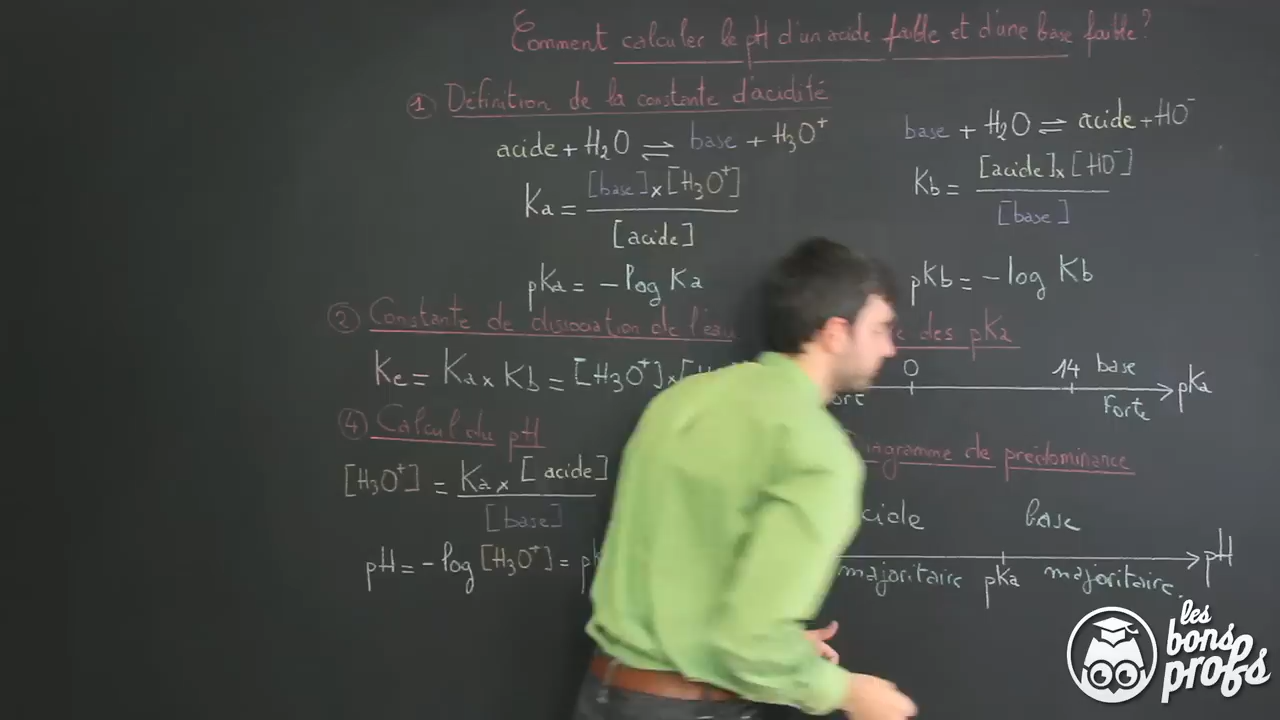 Comment calculer le pH d'un acide faible et d'une base faible?
① Définition de la constante d'acidité
acide + H₂O ⇌ base + H₃O⁺
Ka = [base] x [H₃O⁺] / [acide]
pKa = -log Ka
base + H₂O ⇌ acide + HO⁻
Kb = [acide] x [HO⁻] / [base]
pKb = -log Kb
② Constante de dissociation de l'eau
Ke = Ka x Kb = [H₃O⁺] x
des pKa
0 14 base
Forte
pKa
④ Calcul du pH
[H₃O⁺] = Ka x [acide] / [base]
pH = -log [H₃O⁺] =
de prédominance
base
majoritaire pKa majoritaire.
pH
les
bons
profs